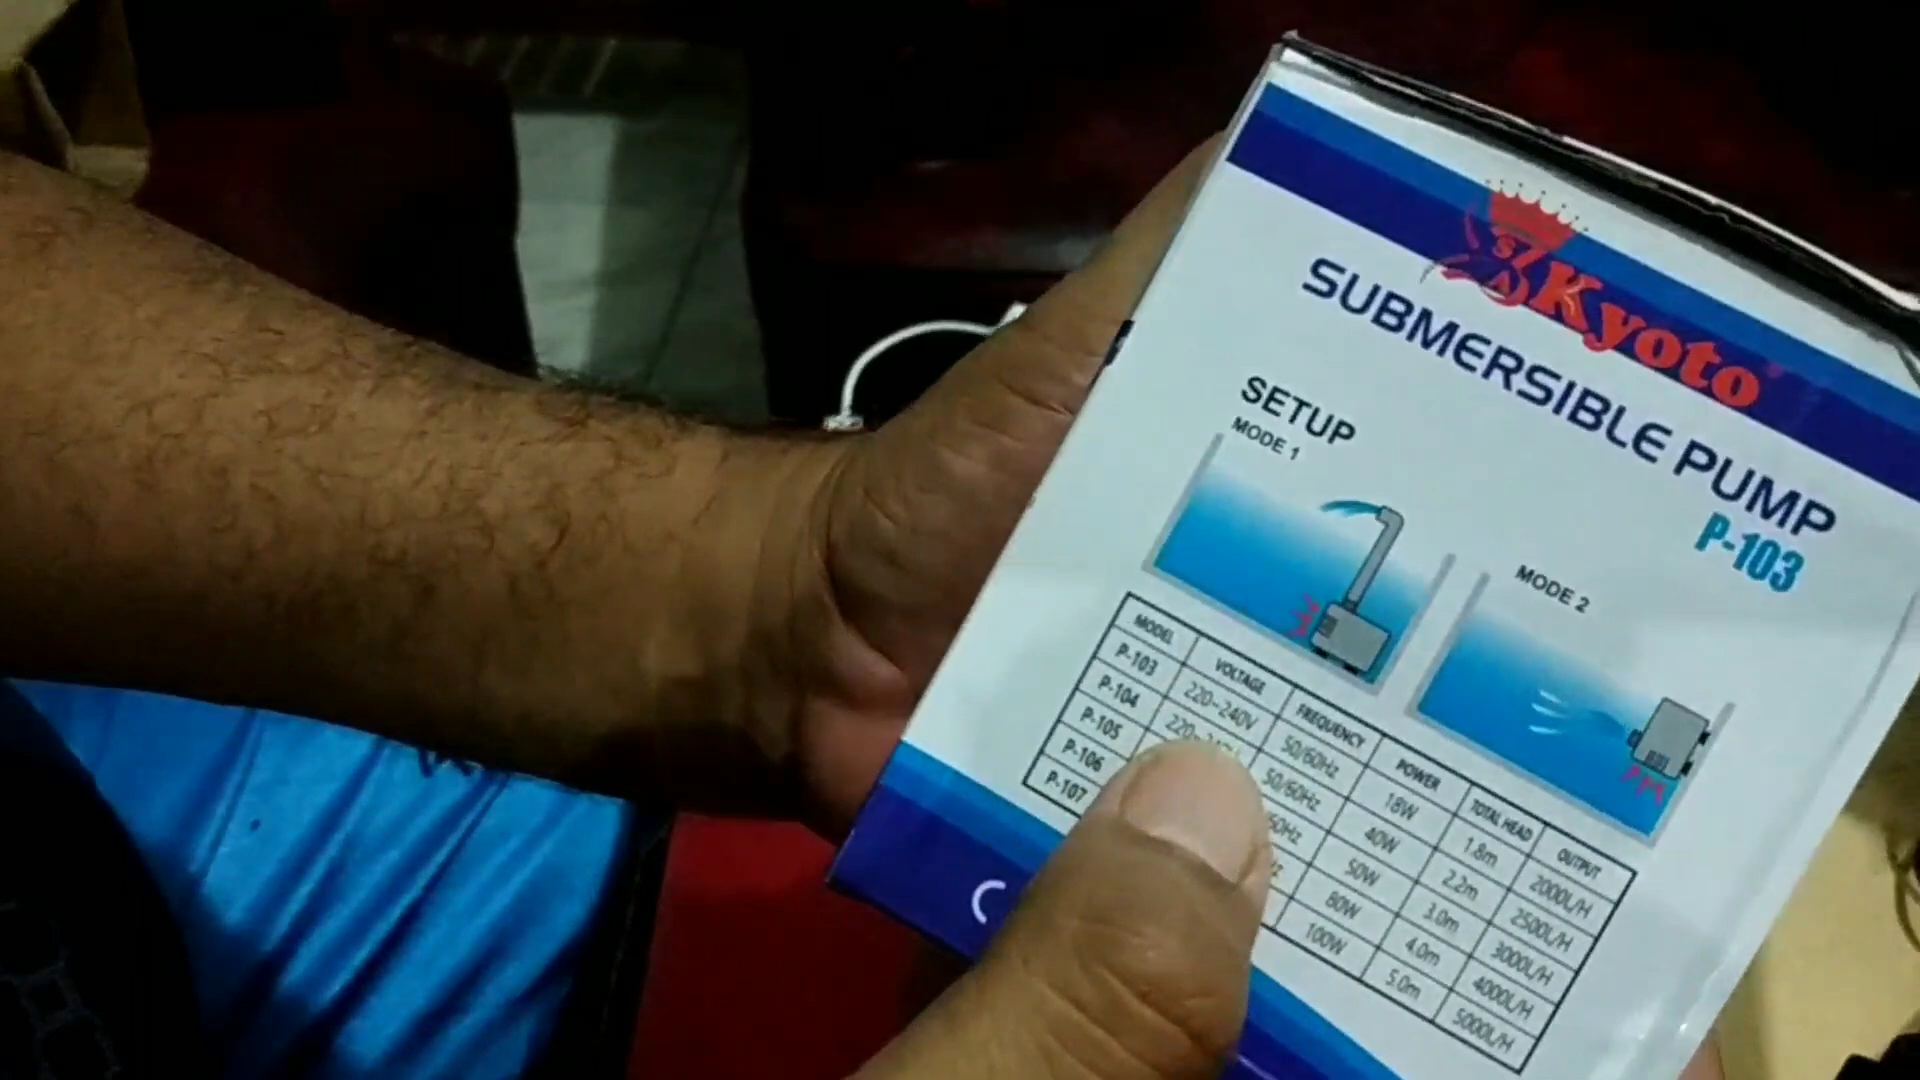 Kyoto
SUBMERSIBLE PUMP
P-103
SETUP
MODE 1
MODE 2
MODEL VOLTAGE FREQUENCY POWER TOTAL HEAD OUTPUT
P-103 220~240V 50/60Hz 18W 1.8m 2000L/H
P-104 50/60Hz 40W 2.2m 2500L/H
P-105 50W 3.0m 3000L/H
P-106 4.0m 4000L/H
P-107 100W 5.0m 5000L/H